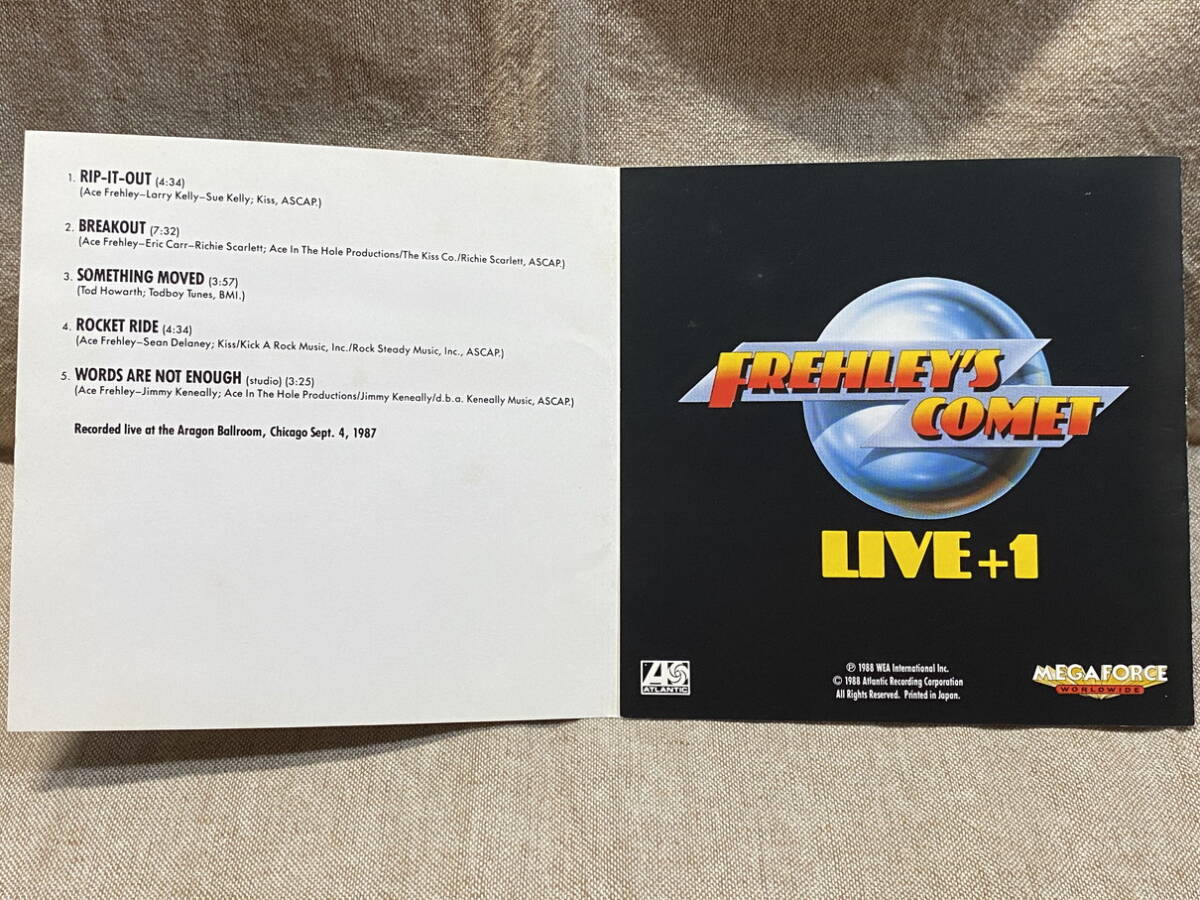 1. RIP-IT-OUT (4:34)
(Ace Frehley–Larry Kelly–Sue Kelly; Kiss, ASCAP.)
2. BREAKOUT (7:32)
(Ace Frehley–Eric Carr–Richie Scarlett; Ace In The Hole Productions/The Kiss Co./Richie Scarlett, ASCAP.)
3. SOMETHING MOVED (3:57)
(Tod Howarth; Todboy Tunes, BMI.)
4. ROCKET RIDE (4:34)
(Ace Frehley–Sean Delaney; Kiss/Kick A Rock Music, Inc./Rock Steady Music, Inc., ASCAP.)
5. WORDS ARE NOT ENOUGH (studio) (3:25)
(Ace Frehley–Jimmy Keneally; Ace In The Hole Productions/Jimmy Keneally/d.b.a. Keneally Music, ASCAP.)
Recorded live at the Aragon Ballroom, Chicago Sept. 4, 1987
FREHLEY'S
COMET
LIVE+1
ATLANTIC
℗ 1988 WEA International Inc.
© 1988 Atlantic Recording Corporation
All Rights Reserved. Printed in Japan.
MEGAFORCE
WORLDWIDE